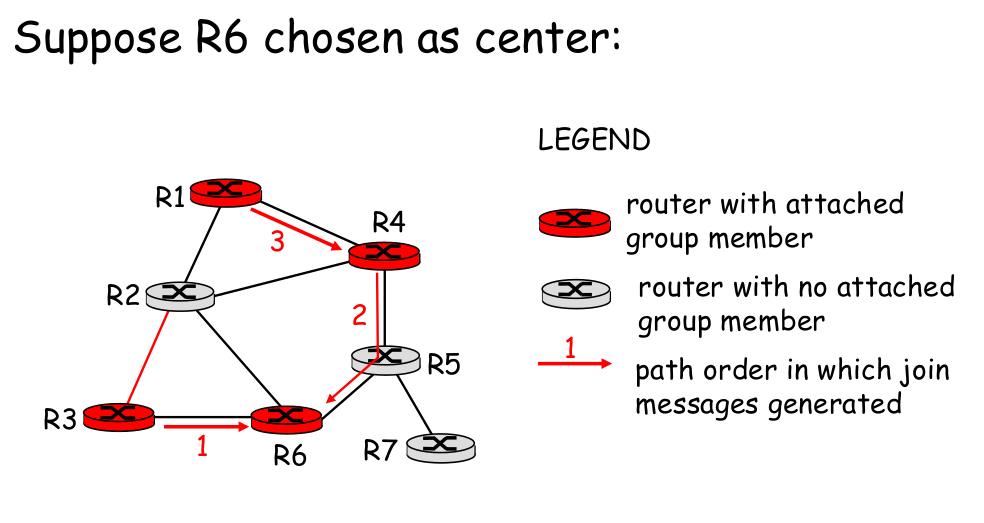 Suppose R6 chosen as center:
LEGEND
R1
router with attached
group member
R4
3
R2
router with no attached
group member
2
1
R5
path order in which join
messages generated
R3
1
R6
R7